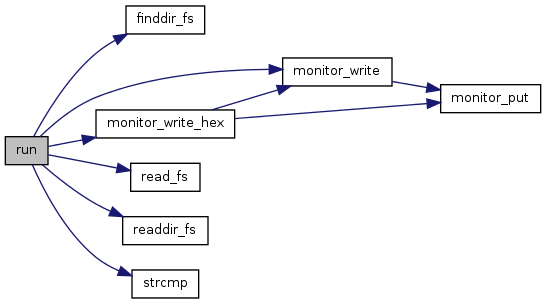 finddir_fs
monitor_write
monitor_put
monitor_write_hex
run
read_fs
readdir_fs
strcmp